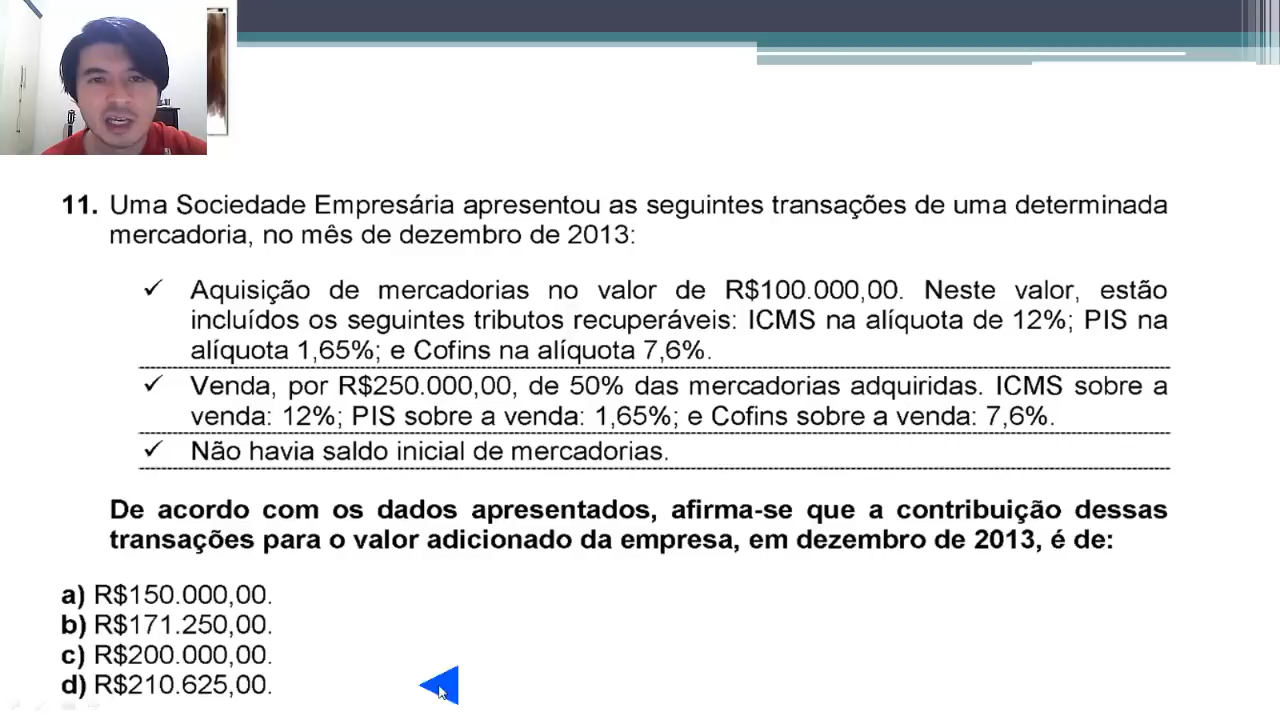 11. Uma Sociedade Empresária apresentou as seguintes transações de uma determinada
mercadoria, no mês de dezembro de 2013:
✓ Aquisição de mercadorias no valor de R$100.000,00. Neste valor, estão
incluídos os seguintes tributos recuperáveis: ICMS na alíquota de 12%; PIS na
alíquota 1,65%; e Cofins na alíquota 7,6%.
✓ Venda, por R$250.000,00, de 50% das mercadorias adquiridas. ICMS sobre a
venda: 12%; PIS sobre a venda: 1,65%; e Cofins sobre a venda: 7,6%.
✓ Não havia saldo inicial de mercadorias.
De acordo com os dados apresentados, afirma-se que a contribuição dessas
transações para o valor adicionado da empresa, em dezembro de 2013, é de:
a) R$150.000,00.
b) R$171.250,00.
c) R$200.000,00.
d) R$210.625,00.